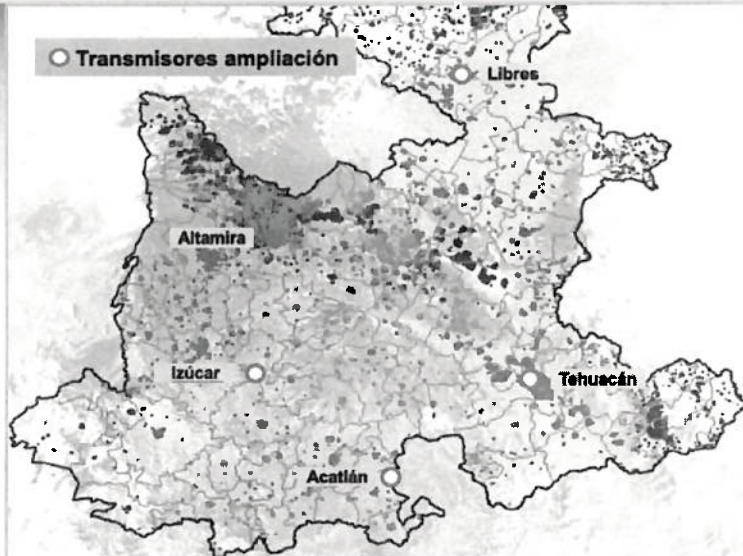 Transmisores ampliación
Libres
Altamira
Izúcar
Tehuacán
Acatlán